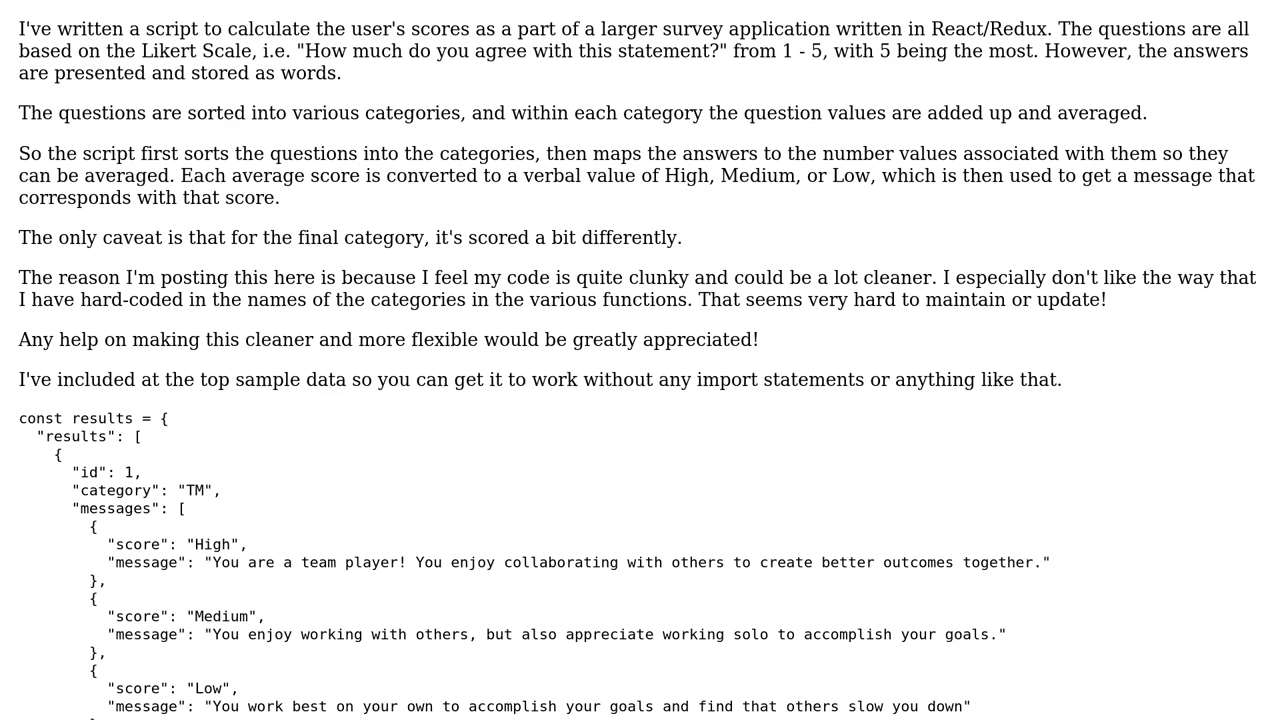 I've written a script to calculate the user's scores as a part of a larger survey application written in React/Redux. The questions are all
based on the Likert Scale, i.e. "How much do you agree with this statement?" from 1 - 5, with 5 being the most. However, the answers
are presented and stored as words.
The questions are sorted into various categories, and within each category the question values are added up and averaged.
So the script first sorts the questions into the categories, then maps the answers to the number values associated with them so they
can be averaged. Each average score is converted to a verbal value of High, Medium, or Low, which is then used to get a message that
corresponds with that score.
The only caveat is that for the final category, it's scored a bit differently.
The reason I'm posting this here is because I feel my code is quite clunky and could be a lot cleaner. I especially don't like the way that
I have hard-coded in the names of the categories in the various functions. That seems very hard to maintain or update!
Any help on making this cleaner and more flexible would be greatly appreciated!
I've included at the top sample data so you can get it to work without any import statements or anything like that.
const results = {
  "results": [
    {
      "id": 1,
      "category": "TM",
      "messages": [
        {
          "score": "High",
          "message": "You are a team player! You enjoy collaborating with others to create better outcomes together."
        },
        {
          "score": "Medium",
          "message": "You enjoy working with others, but also appreciate working solo to accomplish your goals."
        },
        {
          "score": "Low",
          "message": "You work best on your own to accomplish your goals and find that others slow you down"